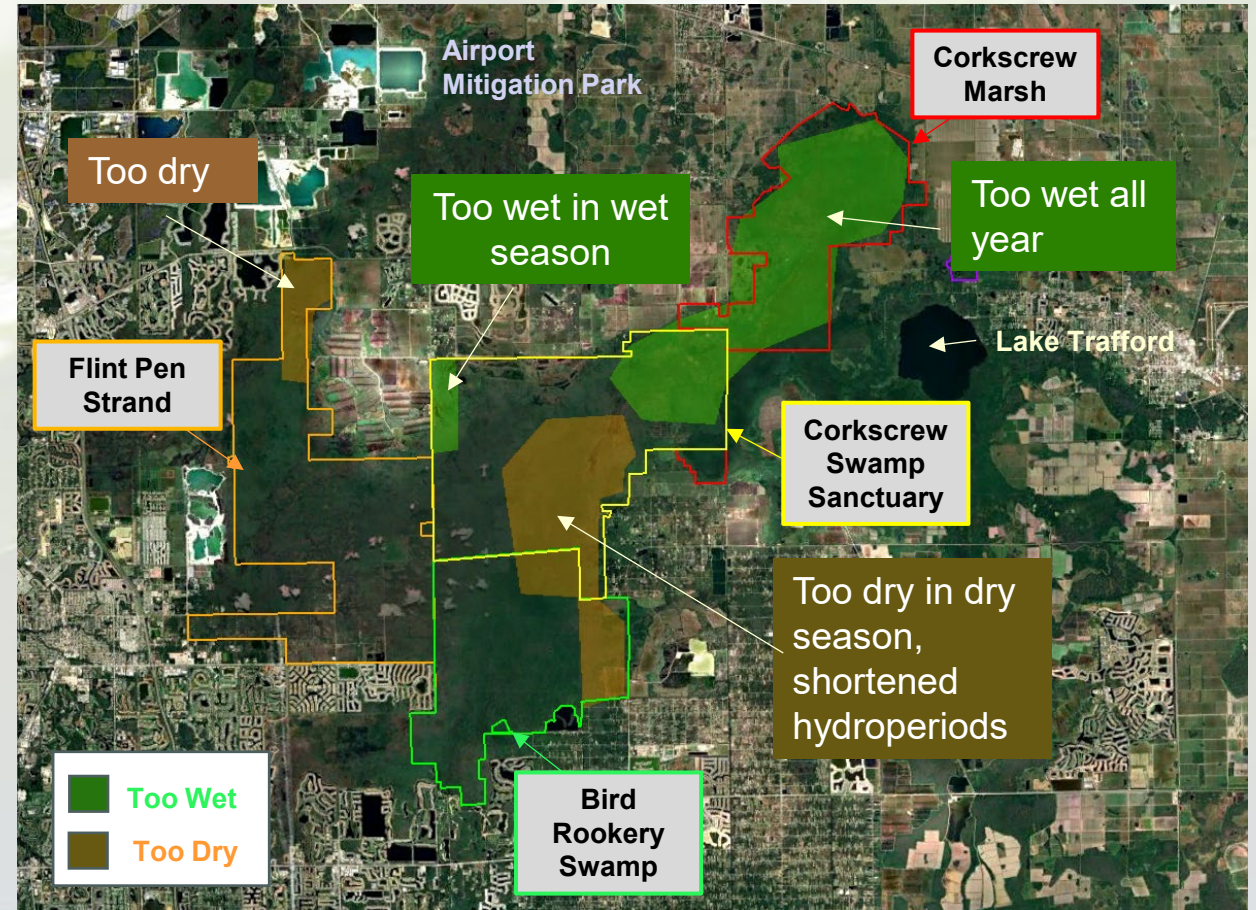 Airport
Mitigation Park
Corkscrew
Marsh
Too dry
Too wet in wet
season
Too wet all
year
Flint Pen
Strand
Lake Trafford
Corkscrew
Swamp
Sanctuary
Too dry in dry
season,
shortened
hydroperiods
Bird
Rookery
Swamp
Too Wet
Too Dry